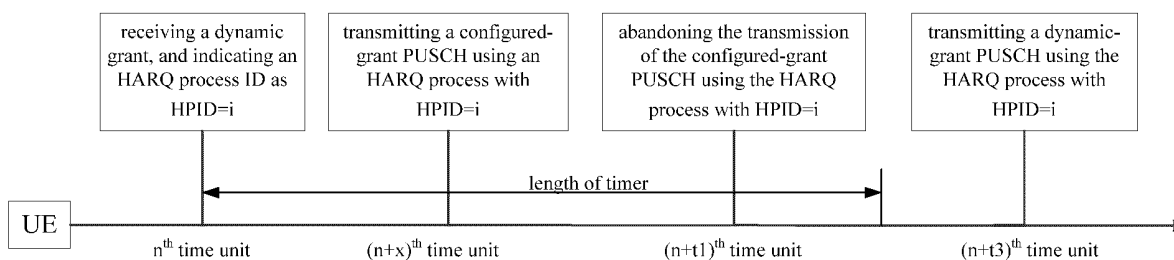 receiving a dynamic
grant, and indicating an
HARQ process ID as
HPID=i
transmitting a configured-
grant PUSCH using an
HARQ process with
HPID=i
abandoning the transmission
of the configured-grant
PUSCH using the HARQ
process with HPID=i
transmitting a dynamic-
grant PUSCH using the
HARQ process with
HPID=i
length of timer
UE
nth time unit
(n+x)th time unit
(n+t1)th time unit
(n+t3)th time unit